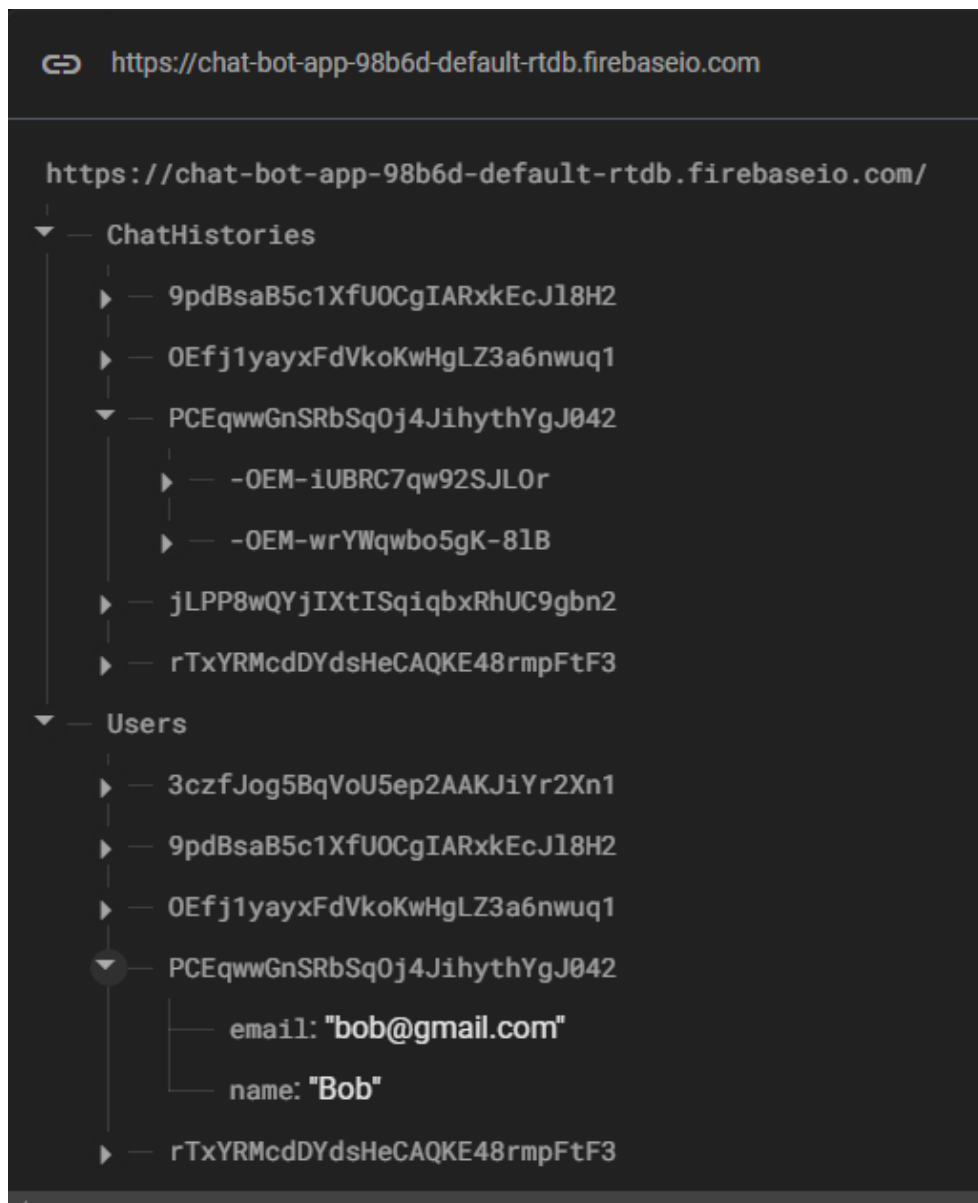 https://chat-bot-app-98b6d-default-rtdb.firebaseio.com
https://chat-bot-app-98b6d-default-rtdb.firebaseio.com/
ChatHistories
9pdBsaB5c1XfUOCgIARxkEcJl8H2
OEfj1yayxFdVkoKwHgLZ3a6nwuq1
PCEqwwGnSRbSqOj4JihythYgJ042
-OEM-iUBRC7qw92SJLOr
-OEM-wrYWqwbo5gK-8lB
jLPP8wQYjIXtISqiqbxRhUC9gbn2
rTxYRMcdDYdsHeCAQKE48rmpFtF3
Users
3czfJog5BqVoU5ep2AAKJiYr2Xn1
9pdBsaB5c1XfUOCgIARxkEcJl8H2
OEfj1yayxFdVkoKwHgLZ3a6nwuq1
PCEqwwGnSRbSqOj4JihythYgJ042
email: "bob@gmail.com"
name: "Bob"
rTxYRMcdDYdsHeCAQKE48rmpFtF3